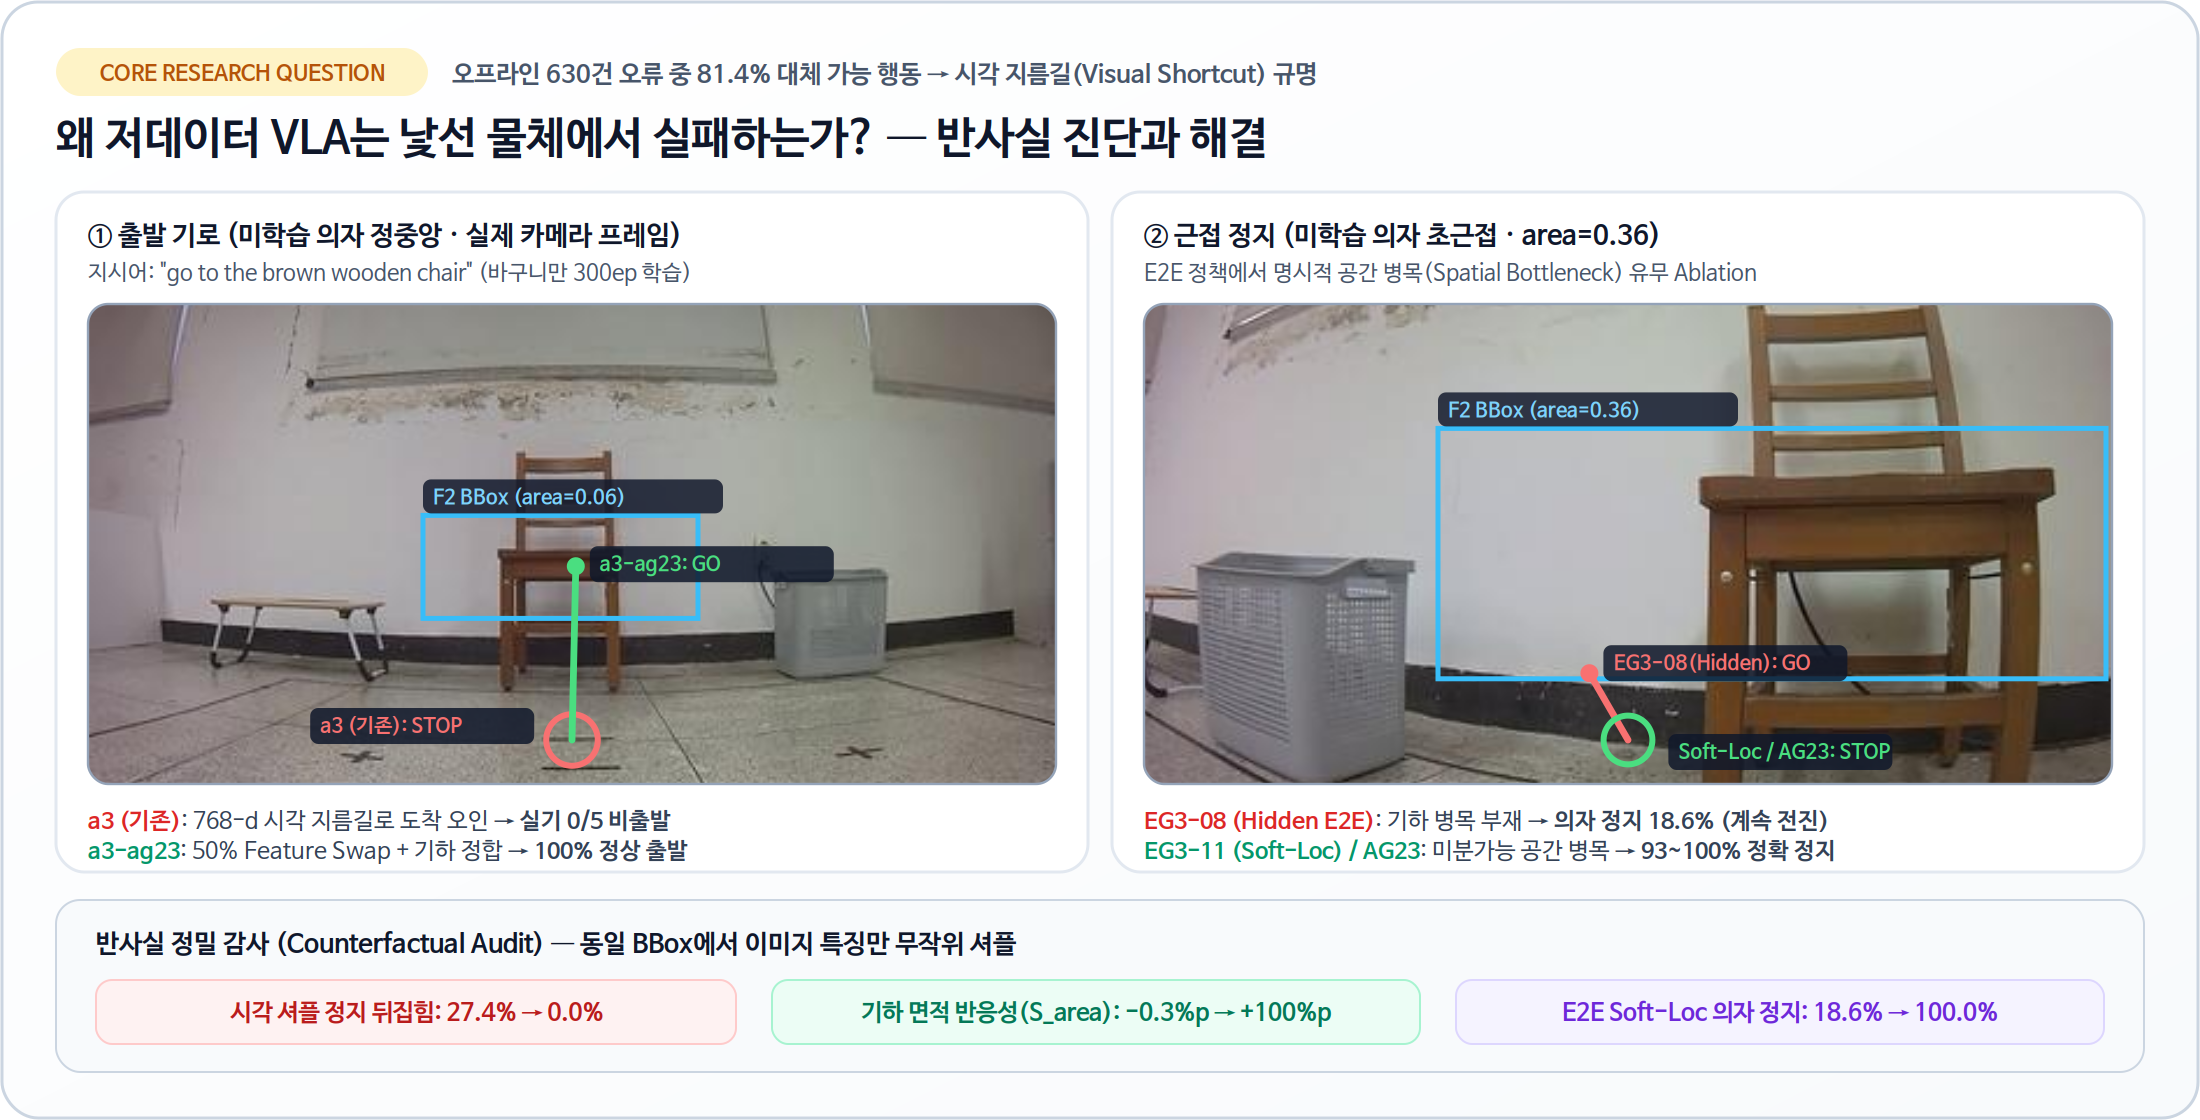 CORE RESEARCH QUESTION
오프라인 630건 오류 중 81.4% 대체 가능 행동 → 시각 지름길(Visual Shortcut) 규명
왜 저데이터 VLA는 낯선 물체에서 실패하는가? — 반사실 진단과 해결
① 출발 기로 (미학습 의자 정중앙 · 실제 카메라 프레임)
지시어: "go to the brown wooden chair" (바구니만 300ep 학습)
F2 BBox (area=0.06)
a3-ag23: GO
a3 (기존): STOP
a3 (기존): 768-d 시각 지름길로 도착 오인 → 실기 0/5 비출발
a3-ag23: 50% Feature Swap + 기하 정합 → 100% 정상 출발
② 근접 정지 (미학습 의자 초근접 · area=0.36)
E2E 정책에서 명시적 공간 병목(Spatial Bottleneck) 유무 Ablation
F2 BBox (area=0.36)
EG3-08(Hidden): GO
Soft-Loc / AG23: STOP
EG3-08 (Hidden E2E): 기하 병목 부재 → 의자 정지 18.6% (계속 전진)
EG3-11 (Soft-Loc) / AG23: 미분가능 공간 병목 → 93~100% 정확 정지
반사실 정밀 감사 (Counterfactual Audit) — 동일 BBox에서 이미지 특징만 무작위 셔플
시각 셔플 정지 뒤집힘: 27.4% → 0.0%
기하 면적 반응성(S_area): -0.3%p → +100%p
E2E Soft-Loc 의자 정지: 18.6% → 100.0%